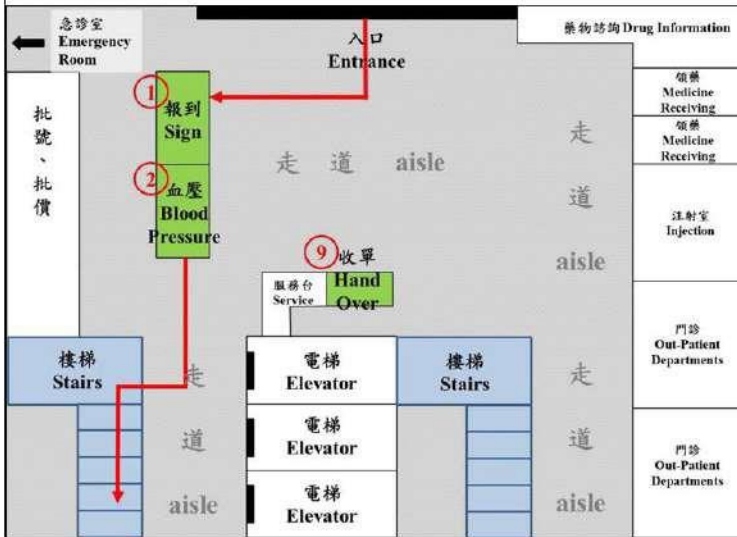 急診室
Emergency
Room
入口
Entrance
藥物諮詢 Drug Information
批
號
、
批
價
①
報到
Sign
②
血壓
Blood
Pressure
走 道 aisle
走
道
aisle
領藥
Medicine
Receiving
領藥
Medicine
Receiving
注射室
Injection
⑨
收單
Hand
Over
服務台
Service
門診
Out-Patient
Departments
樓梯
Stairs
走
道
aisle
電梯
Elevator
電梯
Elevator
電梯
Elevator
樓梯
Stairs
走
道
aisle
門診
Out-Patient
Departments